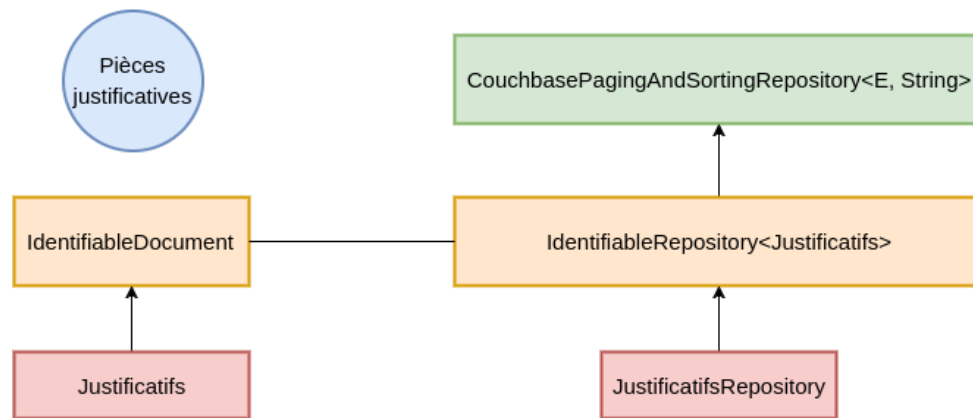 Pièces
justificatives
CouchbasePagingAndSortingRepository<E, String>
IdentifiableDocument
IdentifiableRepository<Justificatifs>
Justificatifs
JustificatifsRepository